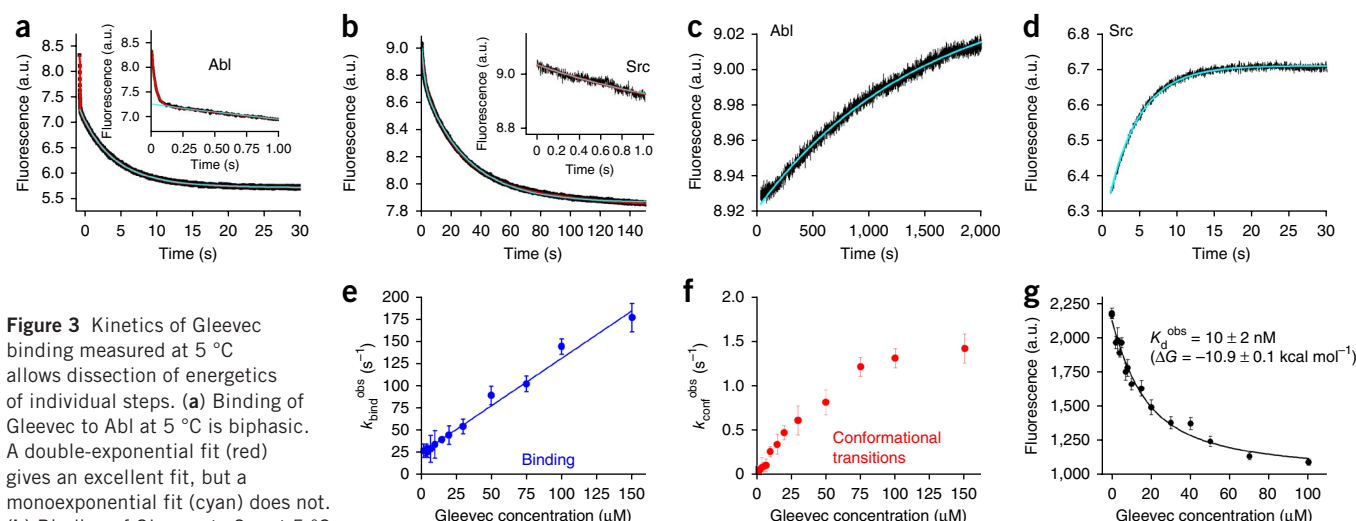 a
Fluorescence (a.u.)
8.5
8.0
7.5
7.0
6.5
6.0
5.5
0 5 10 15 20 25 30
Time (s)
Abl
Fluorescence (a.u.)
8.5
8.0
7.5
7.0
0 0.25 0.50 0.75 1.00
Time (s)
b
Fluorescence (a.u.)
9.0
8.8
8.6
8.4
8.2
8.0
7.8
0 20 40 60 80 100 120 140
Time (s)
Src
Fluorescence (a.u.)
9.0
8.8
0 0.2 0.4 0.6 0.8 1.0
Time (s)
c
Abl
Fluorescence (a.u.)
9.02
9.00
8.98
8.96
8.94
8.92
0 500 1,000 1,500 2,000
Time (s)
d
Src
Fluorescence (a.u.)
6.7
6.6
6.4
6.3
0 5 10 15 20 25 30
Time (s)
Figure 3 Kinetics of Gleevec
binding measured at 5 °C
allows dissection of energetics
of individual steps. (a) Binding of
Gleevec to Abl at 5 °C is biphasic.
A double-exponential fit (red)
gives an excellent fit, but a
monoexponential fit (cyan) does not.
e
k_bind^obs (s⁻¹)
200
175
150
125
100
75
50
25
0
0 25 50 75 100 125 150
Binding
Gleevec concentration (μM)
f
k_conf^obs (s⁻¹)
2.0
1.5
1.0
0.5
0
0 25 50 75 100 125 150
Conformational
transitions
Gleevec concentration (μM)
g
Fluorescence (a.u.)
2,250
2,000
1,750
1,500
1,250
1,000
0 20 40 60 80 100
K_d^obs = 10 ± 2 nM
(ΔG = −10.9 ± 0.1 kcal mol⁻¹)
Gleevec concentration (μM)